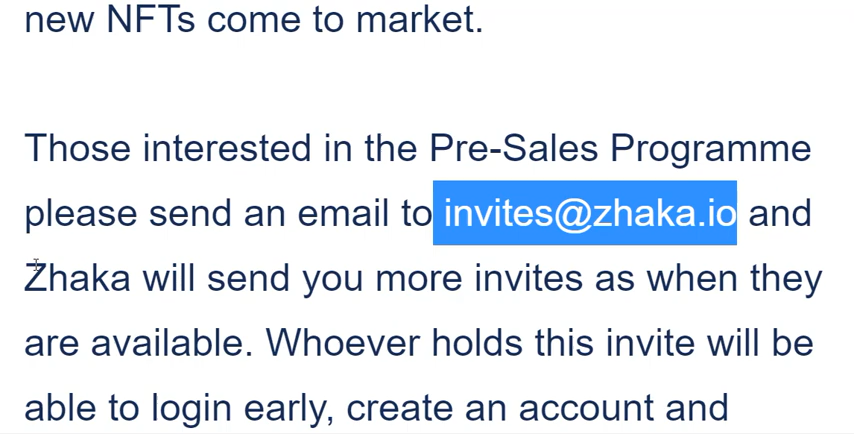 new NFTs come to market.
Those interested in the Pre-Sales Programme
please send an email to invites@zhaka.io and
Zhaka will send you more invites as when they
are available. Whoever holds this invite will be
able to login early, create an account and